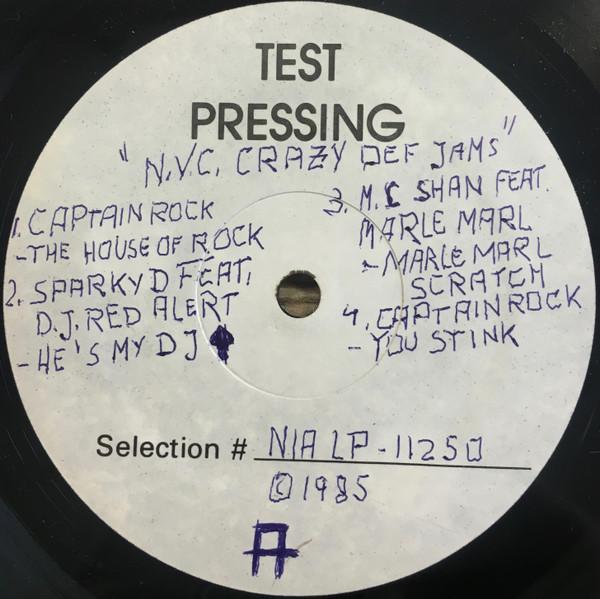 TEST
PRESSING
"N.Y.C. CRAZY DEF JAMS"
1. CAPTAIN ROCK
-THE HOUSE OF ROCK
2. SPARKY D FEAT.
D.J. RED ALERT
-HE'S MY DJ
3. M.C SHAN FEAT.
MARLE MARL
-MARLE MARL
SCRATCH
4. CAPTAIN ROCK
-YOU STINK
Selection # NIA LP-11250
©1985
A